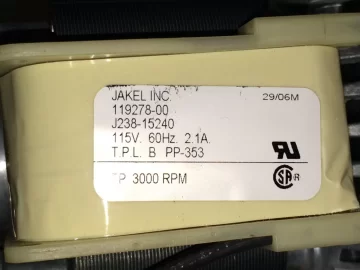 JAKEL INC. 29/06M
119278-00
J238-15240
115V. 60Hz. 2.1A.
T.P.L. B PP-353
3000 RPM